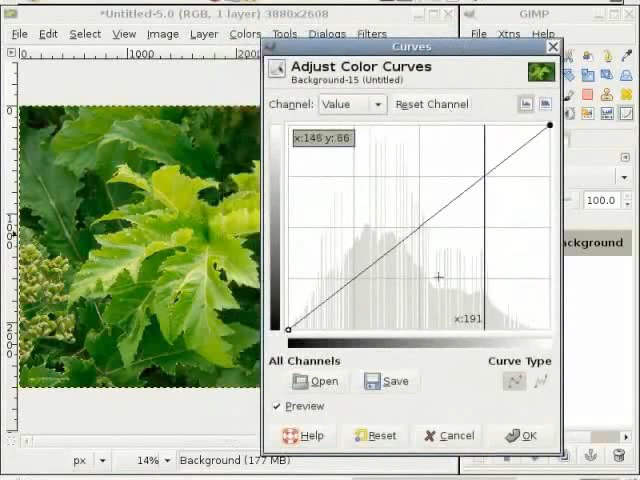 *Untitled-5.0 (RGB, 1 layer) 3880x2608
GIMP
File Edit Select View Image Layer Colors Tools Dialogs Filters
File Xtns Help
Curves
0 1000
Adjust Color Curves
Background-15 (Untitled)
Channel: Value Reset Channel
x:146 y: 66
100.0
ackground
x:191
All Channels
Curve Type
Open Save
Preview
Help Reset Cancel OK
px 14% Background (177 MB)